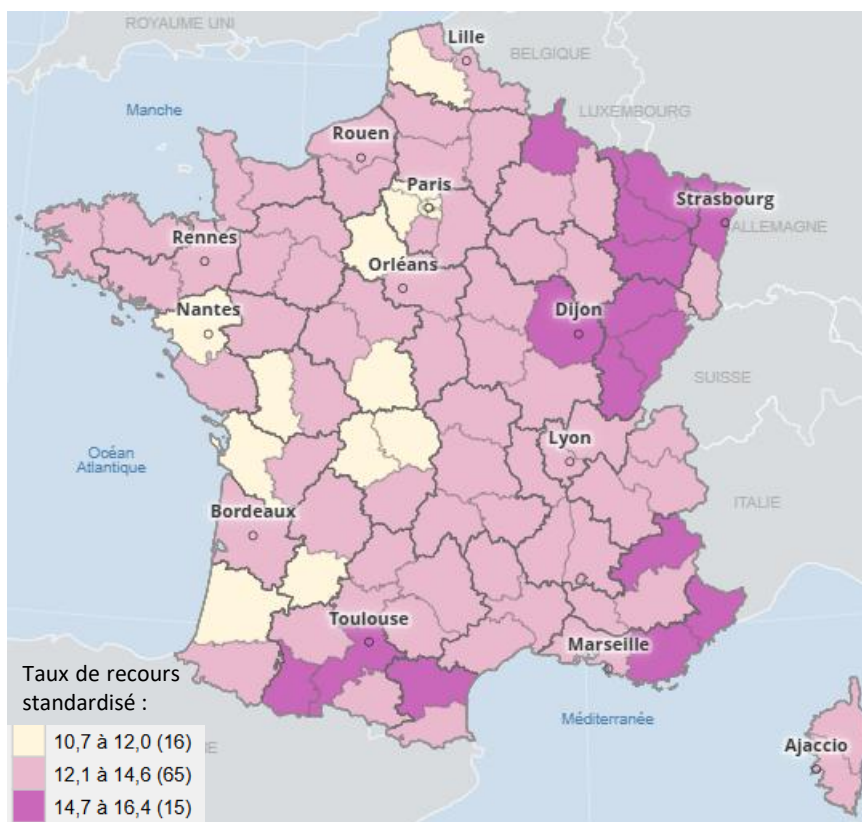 ROYAUME UNI
Lille
BELGIQUE
Manche
LUXEMBOURG
Rouen
Paris
Strasbourg
ALLEMAGNE
Rennes
Orléans
Nantes
Dijon
SUISSE
Océan
Atlantique
Lyon
ITALIE
Bordeaux
Toulouse
Marseille
Taux de recours
standardisé :
Méditerranée
10,7 à 12,0 (16)
12,1 à 14,6 (65)
14,7 à 16,4 (15)
Ajaccio